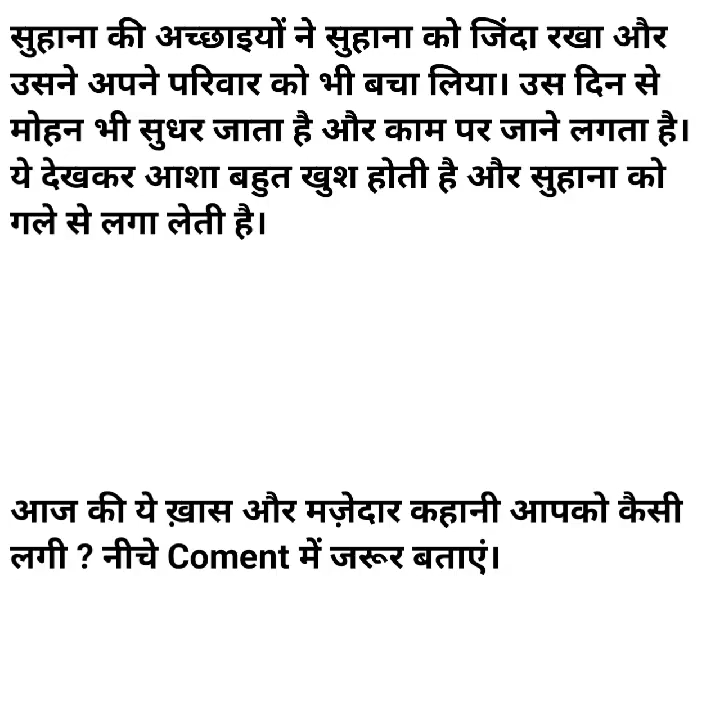 सुहाना की अच्छाइयों ने सुहाना को जिंदा रखा और
उसने अपने परिवार को भी बचा लिया। उस दिन से
मोहन भी सुधर जाता है और काम पर जाने लगता है।
ये देखकर आशा बहुत खुश होती है और सुहाना को
गले से लगा लेती है।
आज की ये ख़ास और मज़ेदार कहानी आपको कैसी
लगी ? नीचे Coment में जरूर बताएं।